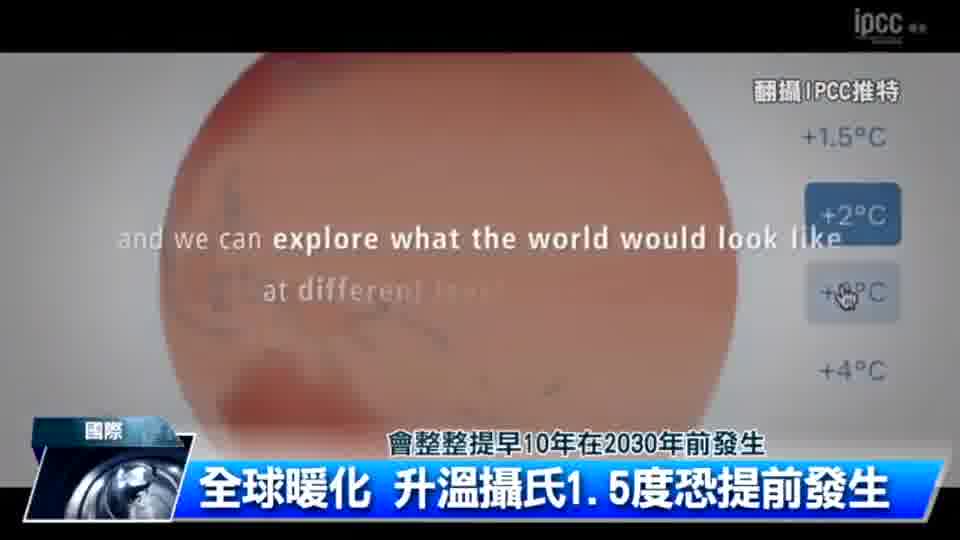 ipcc
翻攝IPCC推特
+1.5°C
+2°C
and we can explore what the world would look like
at different
+4°C
國際
會整整提早10年在2030年前發生
全球暖化 升溫攝氏1.5度恐提前發生